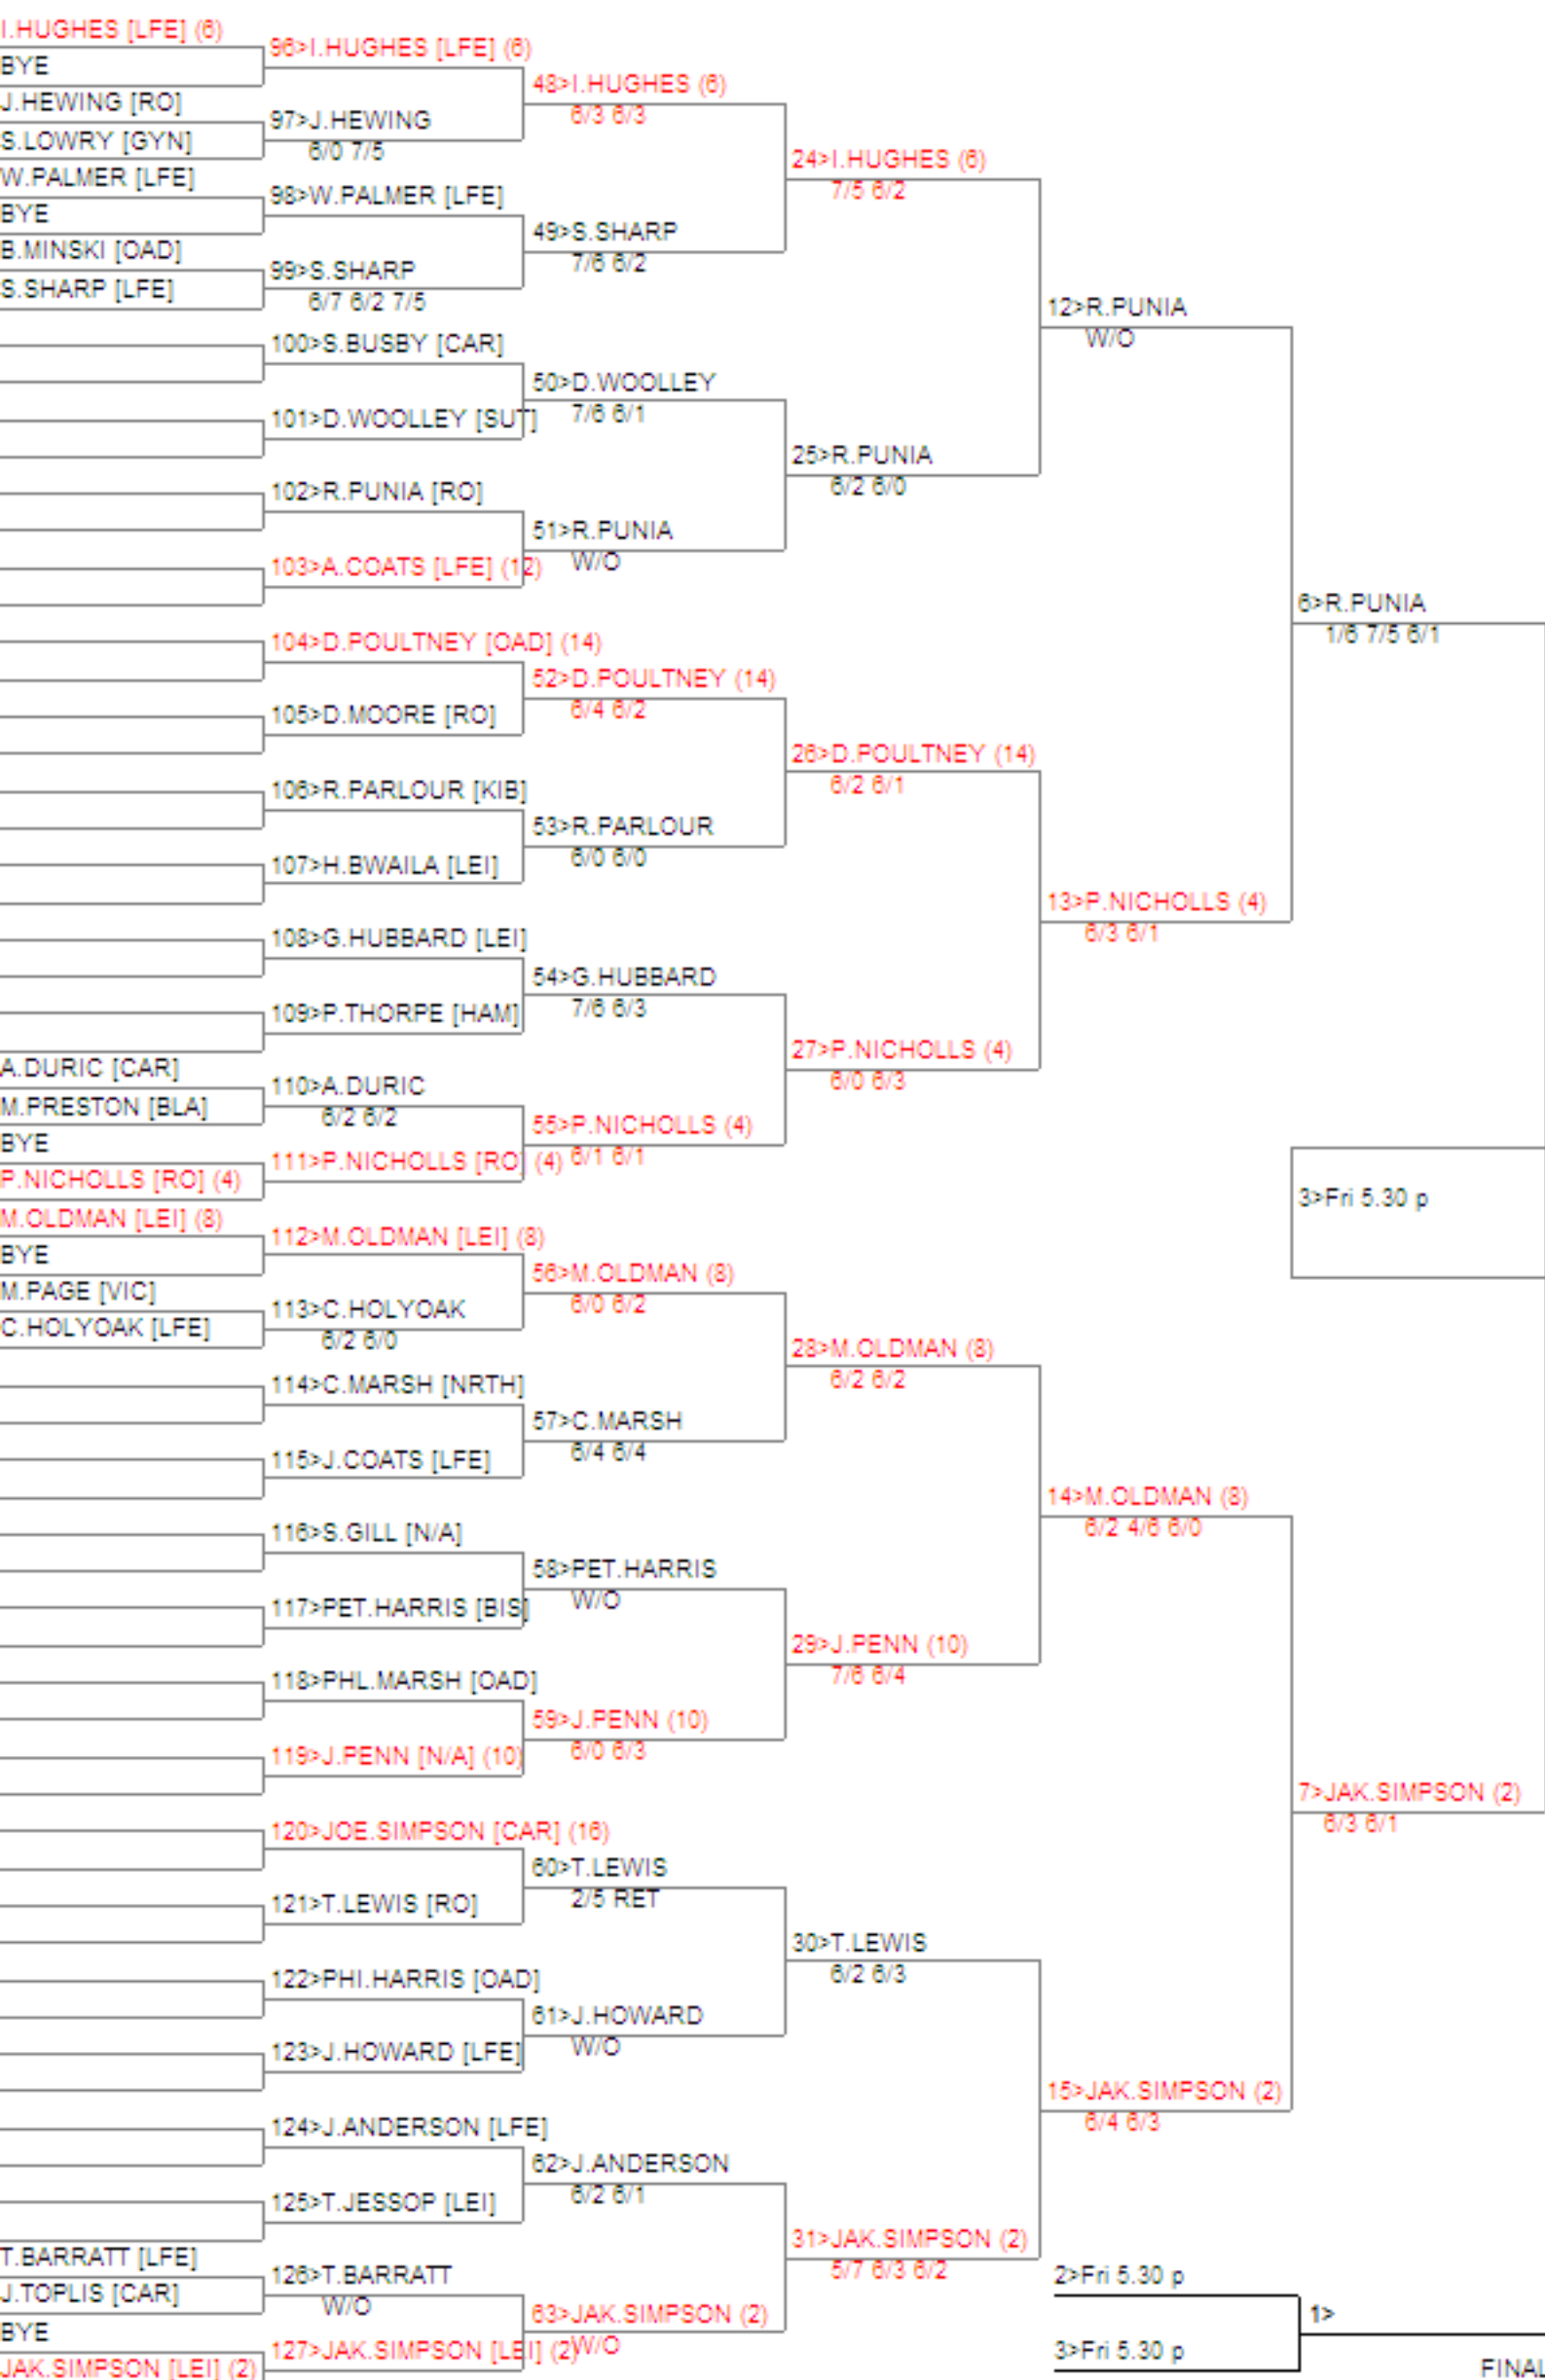 I.HUGHES [LFE] (6)
BYE
J.HEWING [RO]
S.LOWRY [GYN]
W.PALMER [LFE]
BYE
B.MINSKI [OAD]
S.SHARP [LFE]
A.DURIC [CAR]
M.PRESTON [BLA]
BYE
P.NICHOLLS [RO] (4)
M.OLDMAN [LEI] (8)
BYE
M.PAGE [VIC]
C.HOLYOAK [LFE]
T.BARRATT [LFE]
J.TOPLIS [CAR]
BYE
JAK.SIMPSON [LEI] (2)
96>I.HUGHES [LFE] (6)
97>J.HEWING
6/0 7/5
98>W.PALMER [LFE]
99>S.SHARP
6/7 6/2 7/5
100>S.BUSBY [CAR]
101>D.WOOLLEY [SUT]
102>R.PUNIA [RO]
103>A.COATS [LFE] (12)
104>D.POULTNEY [OAD] (14)
105>D.MOORE [RO]
106>R.PARLOUR [KIB]
107>H.BWAILA [LEI]
108>G.HUBBARD [LEI]
109>P.THORPE [HAM]
110>A.DURIC
6/2 6/2
111>P.NICHOLLS [RO] (4)
112>M.OLDMAN [LEI] (8)
113>C.HOLYOAK
6/2 6/0
114>C.MARSH [NRTH]
115>J.COATS [LFE]
116>S.GILL [N/A]
117>PET.HARRIS [BIS]
118>PHL.MARSH [OAD]
119>J.PENN [N/A] (10)
120>JOE.SIMPSON [CAR] (16)
121>T.LEWIS [RO]
122>PHI.HARRIS [OAD]
123>J.HOWARD [LFE]
124>J.ANDERSON [LFE]
125>T.JESSOP [LEI]
126>T.BARRATT
W/O
127>JAK.SIMPSON [LEI] (2)
48>I.HUGHES (6)
6/3 6/3
49>S.SHARP
7/6 6/2
50>D.WOOLLEY
7/6 6/1
51>R.PUNIA
W/O
52>D.POULTNEY (14)
6/4 6/2
53>R.PARLOUR
6/0 6/0
54>G.HUBBARD
7/6 6/3
55>P.NICHOLLS (4)
6/1 6/1
56>M.OLDMAN (8)
6/0 6/2
57>C.MARSH
6/4 6/4
58>PET.HARRIS
W/O
59>J.PENN (10)
6/0 6/3
60>T.LEWIS
2/5 RET
61>J.HOWARD
W/O
62>J.ANDERSON
6/2 6/1
63>JAK.SIMPSON (2)
W/O
24>I.HUGHES (6)
7/5 6/2
25>R.PUNIA
6/2 6/0
26>D.POULTNEY (14)
6/2 6/1
27>P.NICHOLLS (4)
6/0 6/3
28>M.OLDMAN (8)
6/2 6/2
29>J.PENN (10)
7/6 6/4
30>T.LEWIS
6/2 6/3
31>JAK.SIMPSON (2)
5/7 6/3 6/2
12>R.PUNIA
W/O
13>P.NICHOLLS (4)
6/3 6/1
14>M.OLDMAN (8)
6/2 4/6 6/0
15>JAK.SIMPSON (2)
6/4 6/3
6>R.PUNIA
1/6 7/5 6/1
3>Fri 5.30 p
7>JAK.SIMPSON (2)
6/3 6/1
2>Fri 5.30 p
3>Fri 5.30 p
1>
FINAL